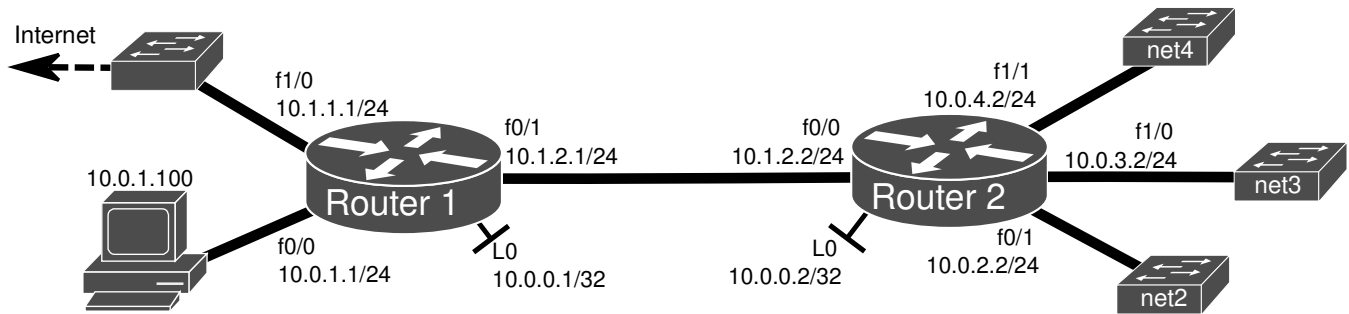 Internet
f1/0
10.1.1.1/24
10.0.1.100
f0/0
10.0.1.1/24
Router 1
f0/1
10.1.2.1/24
L0
10.0.0.1/32
f0/0
10.1.2.2/24
L0
10.0.0.2/32
Router 2
f1/1
10.0.4.2/24
net4
f1/0
10.0.3.2/24
net3
f0/1
10.0.2.2/24
net2